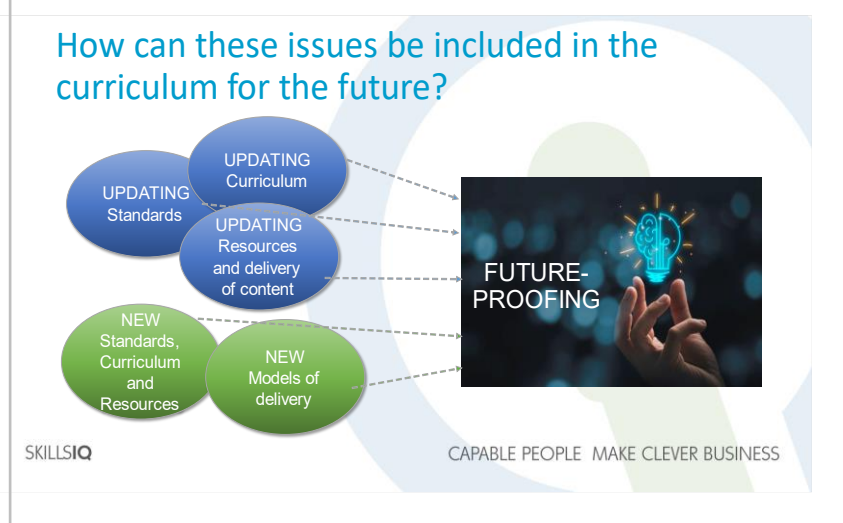 How can these issues be included in the
curriculum for the future?
UPDATING
Curriculum
UPDATING
Standards
UPDATING
Resources
and delivery
of content
NEW
Standards,
Curriculum
and
Resources
NEW
Models of
delivery
FUTURE-
PROOFING
SKILLSIQ
CAPABLE PEOPLE MAKE CLEVER BUSINESS